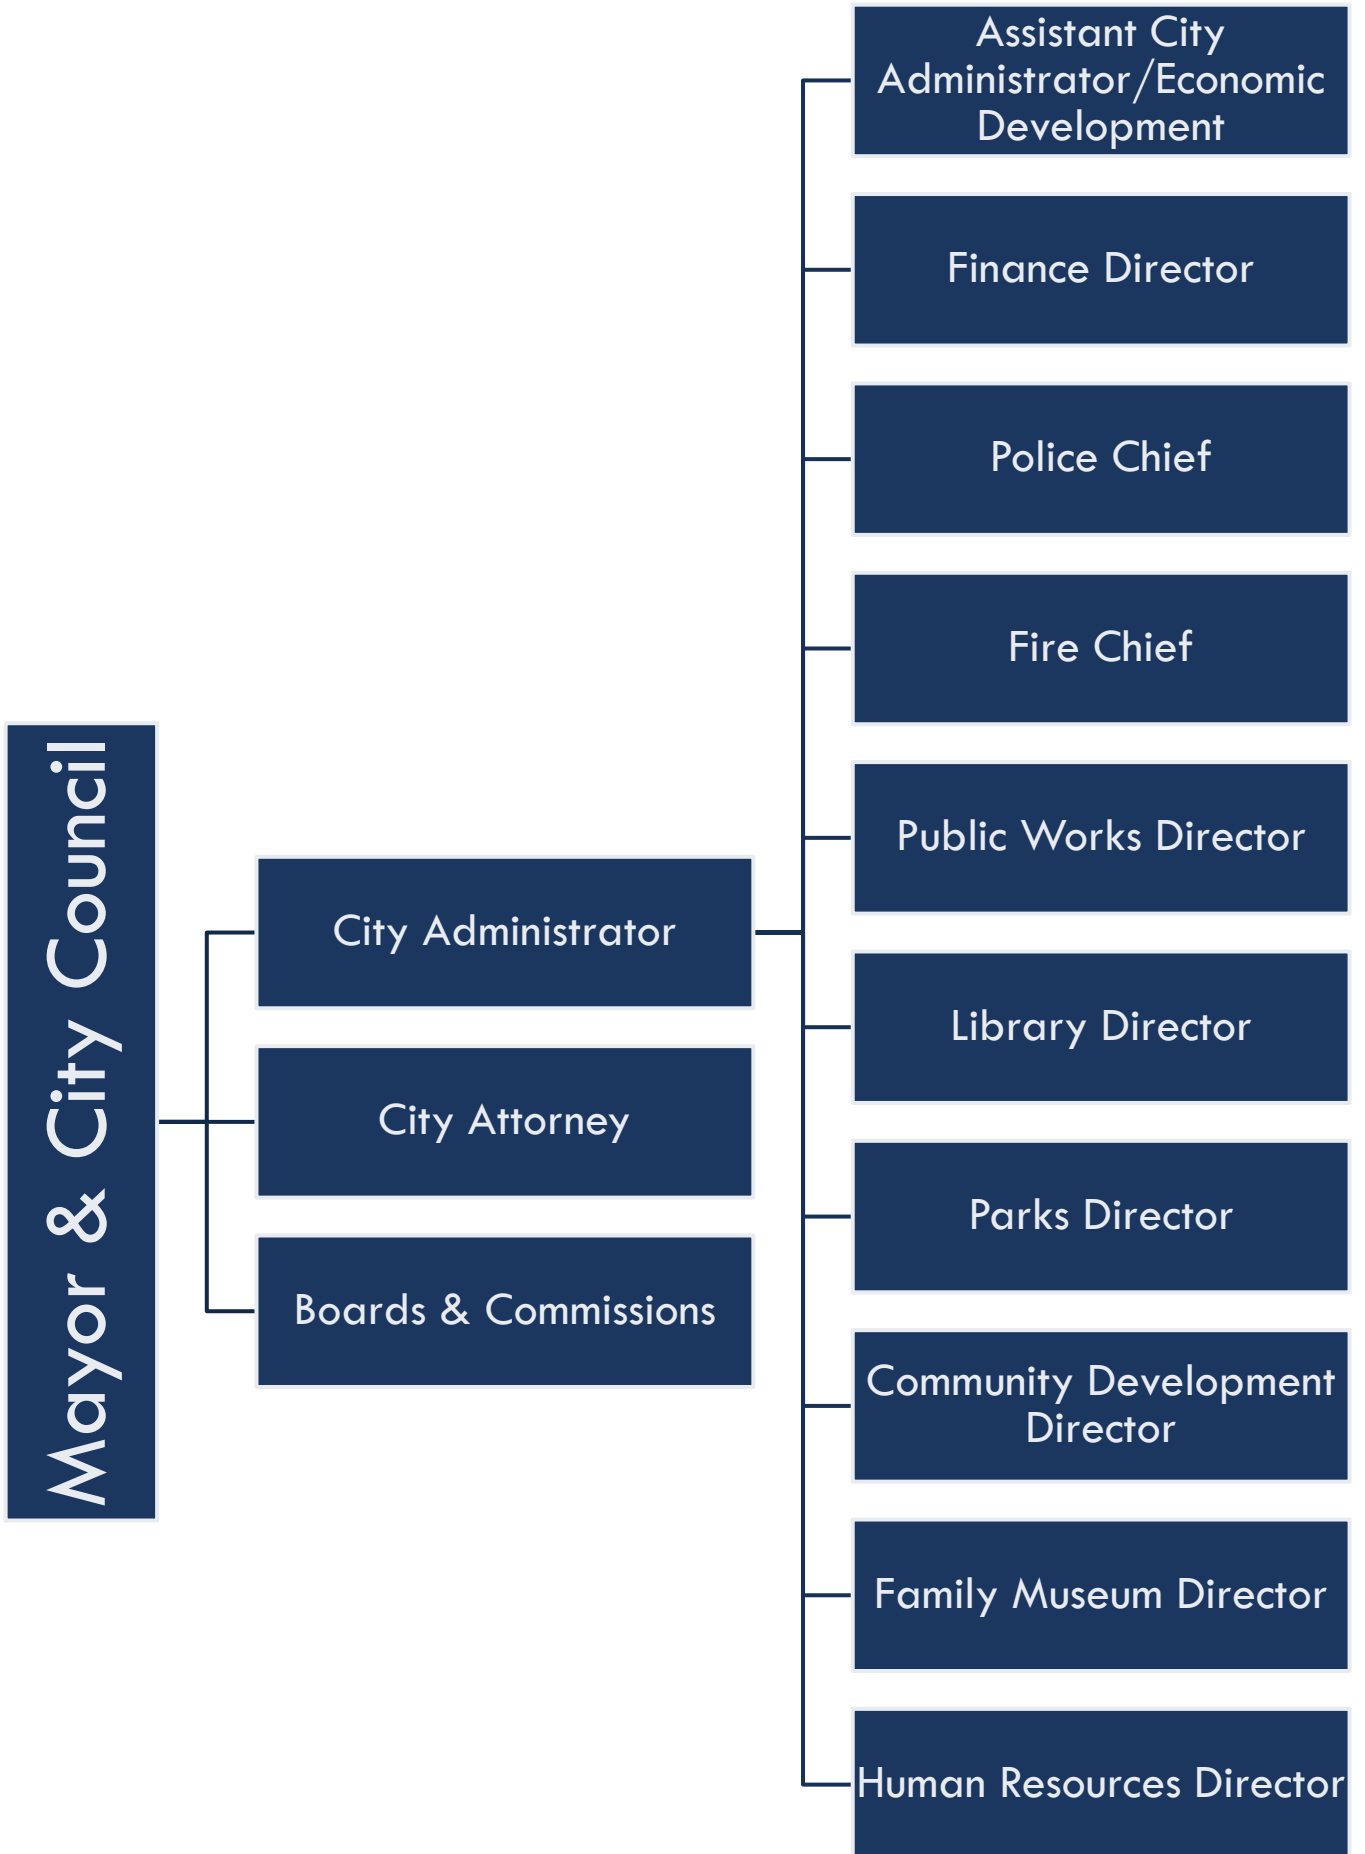 Mayor & City Council
City Administrator
City Attorney
Boards & Commissions
Assistant City
Administrator/Economic
Development
Finance Director
Police Chief
Fire Chief
Public Works Director
Library Director
Parks Director
Community Development
Director
Family Museum Director
Human Resources Director